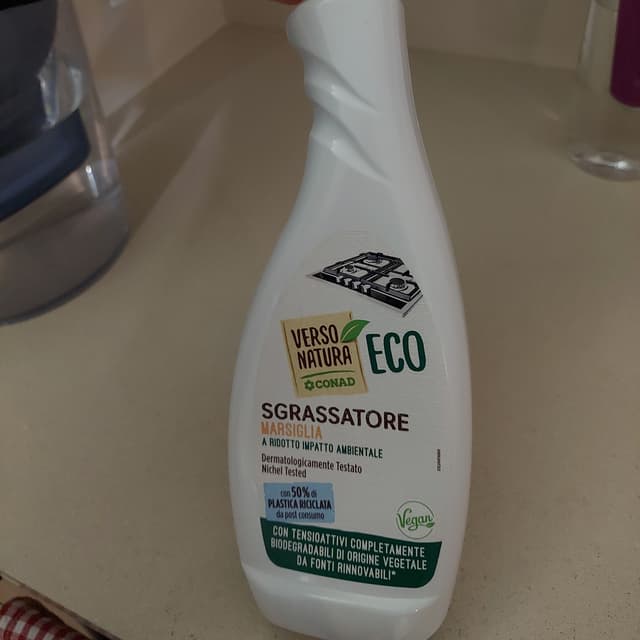 VERSO
NATURA
CONAD
ECO
SGRASSATORE
MARSIGLIA
A RIDOTTO IMPATTO AMBIENTALE
Dermatologicamente Testato
Nichel Tested
con 50% di
PLASTICA RICICLATA
da post consumo
Vegan
CON TENSIOATTIVI COMPLETAMENTE
BIODEGRADABILI DI ORIGINE VEGETALE
DA FONTI RINNOVABILI*